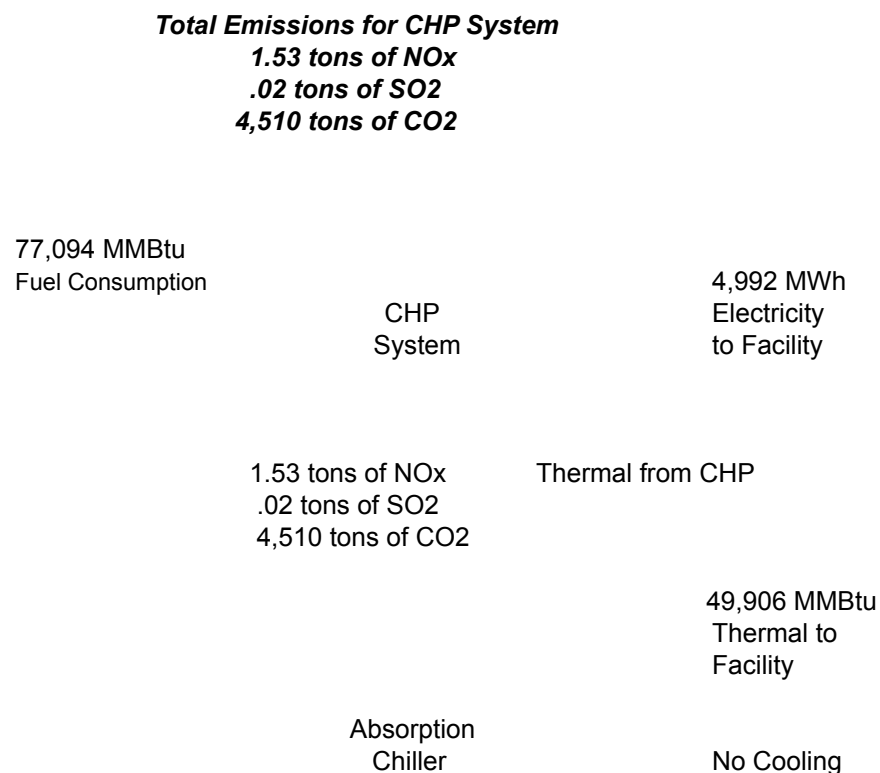 Total Emissions for CHP System
1.53 tons of NOx
.02 tons of SO2
4,510 tons of CO2
77,094 MMBtu
Fuel Consumption
4,992 MWh
CHP
Electricity
System
to Facility
1.53 tons of NOx
Thermal from CHP
.02 tons of SO2
4,510 tons of CO2
49,906 MMBtu
Thermal to
Facility
Absorption
Chiller
No Cooling